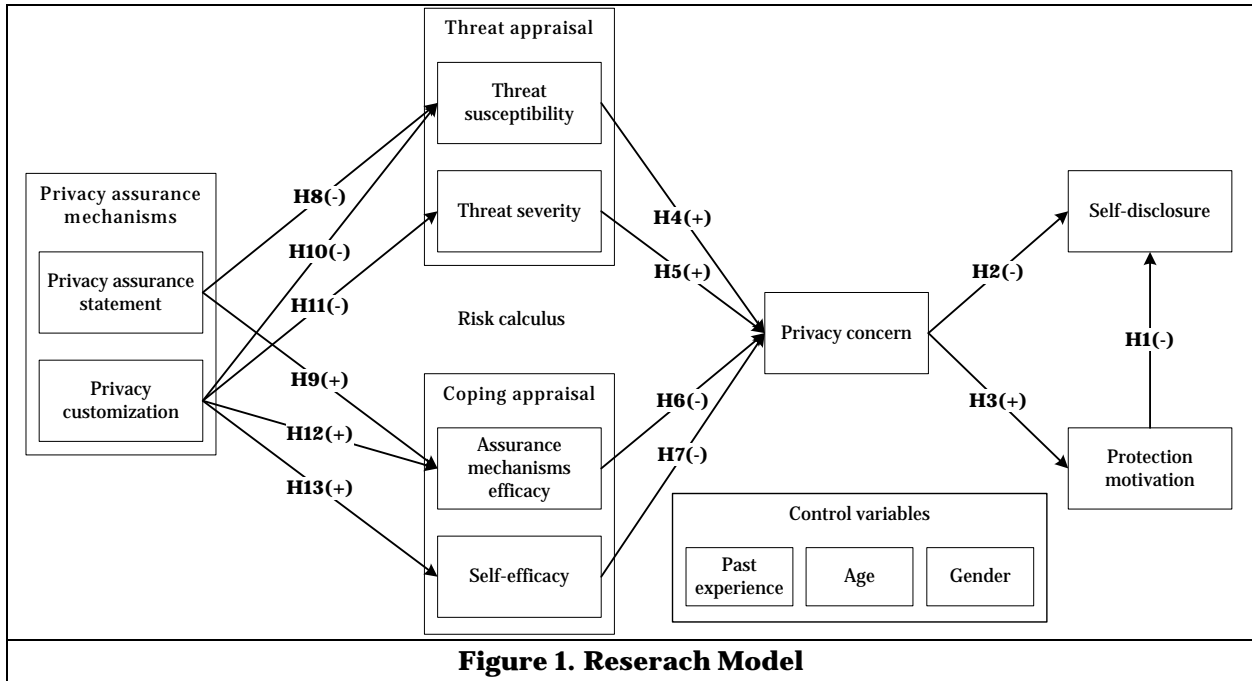 Privacy assurance
mechanisms
Privacy assurance
statement
Privacy
customization
H8(-)
H10(-)
H11(-)
H9(+)
H12(+)
H13(+)
Threat appraisal
Threat
susceptibility
Threat severity
Risk calculus
Coping appraisal
Assurance
mechanisms
efficacy
Self-efficacy
H4(+)
H5(+)
H6(-)
H7(-)
Privacy concern
H2(-)
H3(+)
Self-disclosure
H1(-)
Protection
motivation
Control variables
Past
experience
Age
Gender
Figure 1. Reserach Model